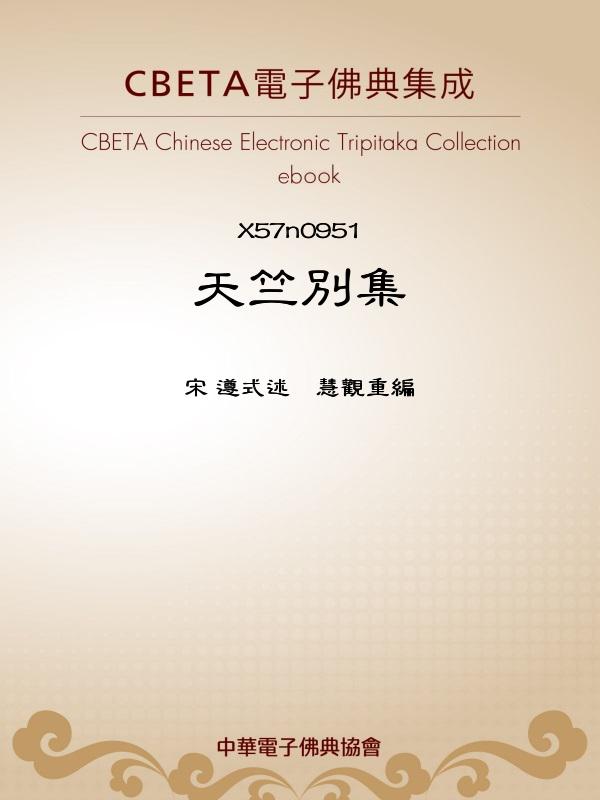 CBETA電子佛典集成
CBETA Chinese Electronic Tripitaka Collection
ebook
X57n0951
天竺別集
宋 遵式述　慧觀重編
中華電子佛典協會